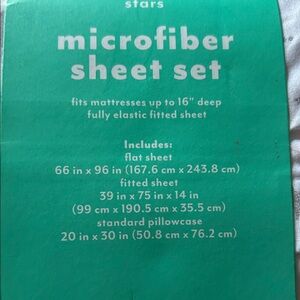 stars
microfiber
sheet set
fits mattresses up to 16” deep
fully elastic fitted sheet
Includes:
flat sheet
66 in x 96 in (167.6 cm x 243.8 cm)
fitted sheet
39 in x 75 in x 14 in
(99 cm x 190.5 cm x 35.5 cm)
standard pillowcase
20 in x 30 in (50.8 cm x 76.2 cm)